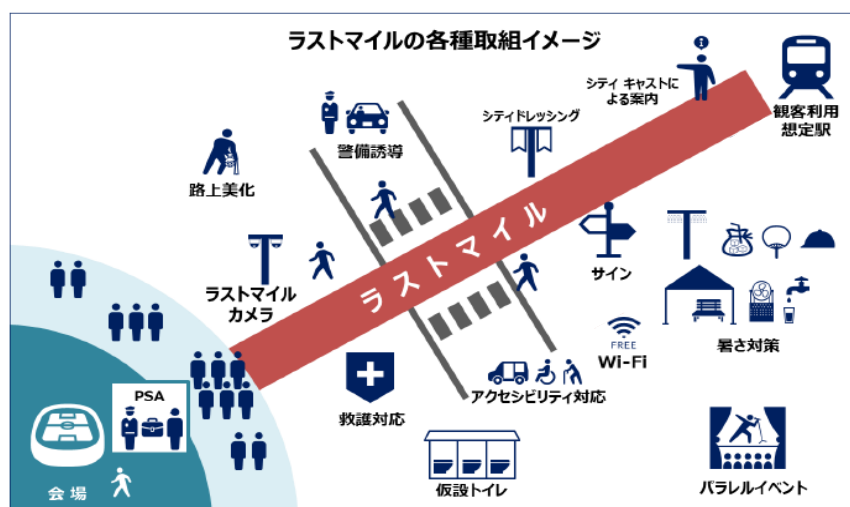 ラストマイルの各種取組イメージ
シティ キャストに
よる案内
観客利用
想定駅
シティドレッシング
警備誘導
路上美化
ラストマイル
サイン
ラストマイル
カメラ
暑さ対策
FREE
Wi-Fi
PSA
救護対応
アクセシビリティ対応
仮設トイレ
パラレルイベント
会場